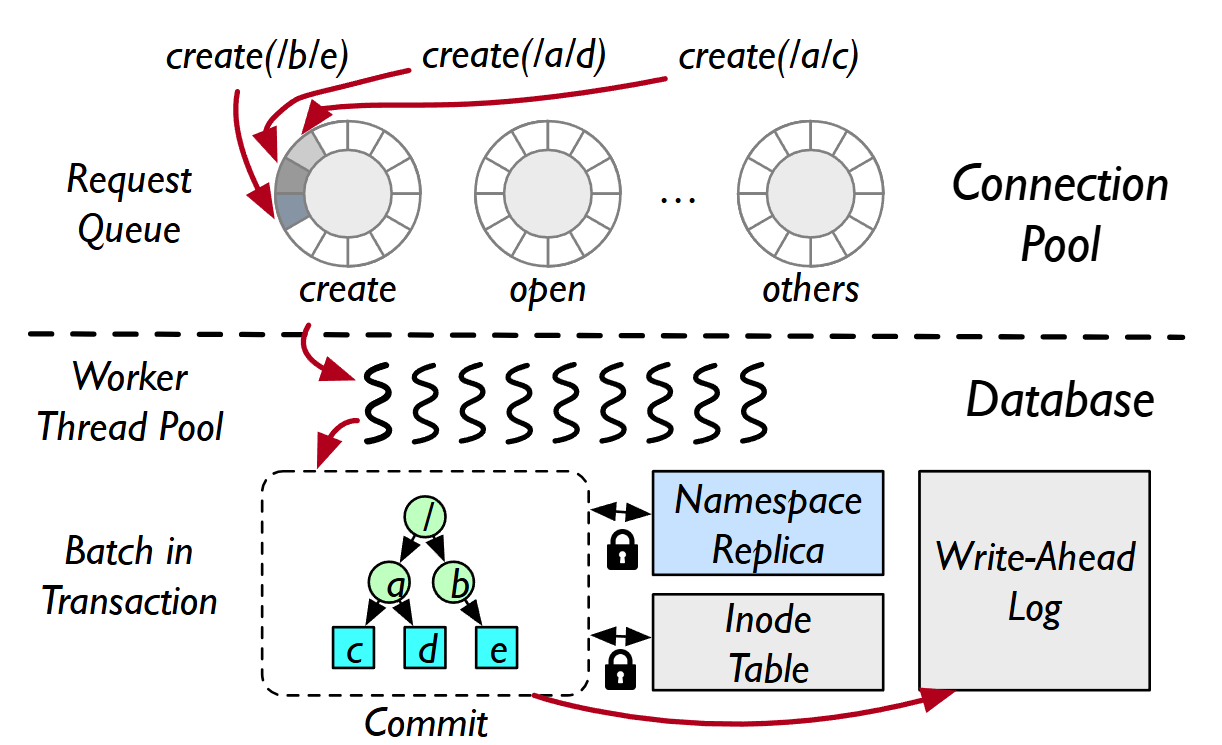 create(/b/e)
create(/a/d)
create(/a/c)
Request
Queue
...
Connection
Pool
create
open
others
Worker
Thread Pool
Database
Batch in
Transaction
/
a
b
c
d
e
Namespace
Replica
Inode
Table
Write-Ahead
Log
Commit